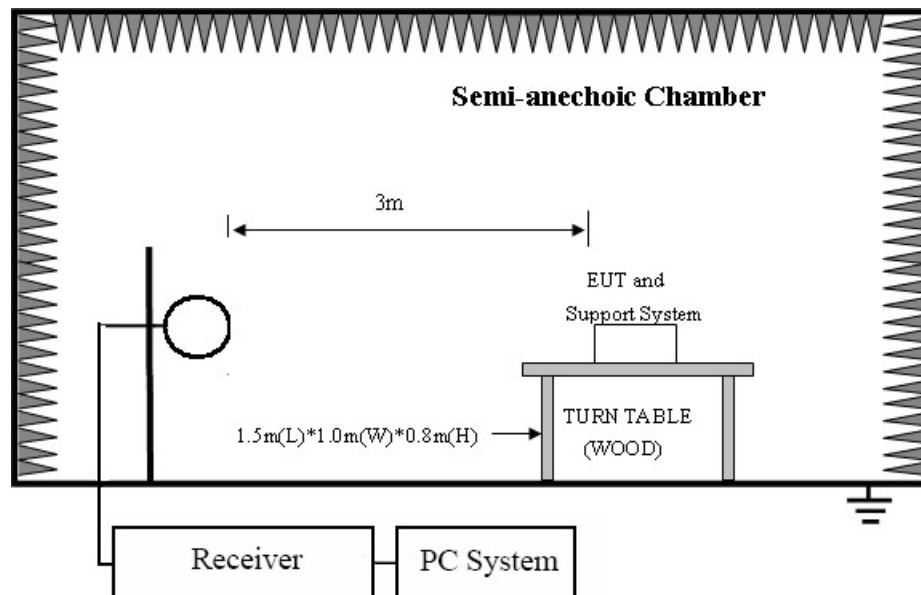 Semi-anechoic Chamber
3m
EUT and
Support System
1.5m(L)*1.0m(W)*0.8m(H)
TURN TABLE
(WOOD)
Receiver
PC System